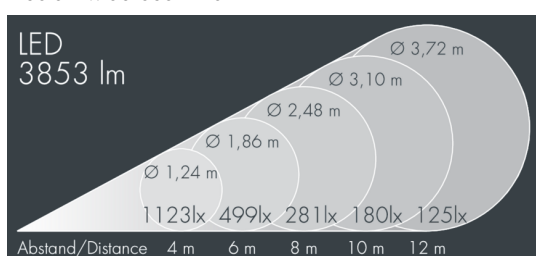 LED
3853 lm
Ø 3,72 m
Ø 3,10 m
Ø 2,48 m
Ø 1,86 m
Ø 1,24 m
1123lx 499lx 281lx 180lx 125lx
Abstand/Distance 4 m 6 m 8 m 10 m 12 m